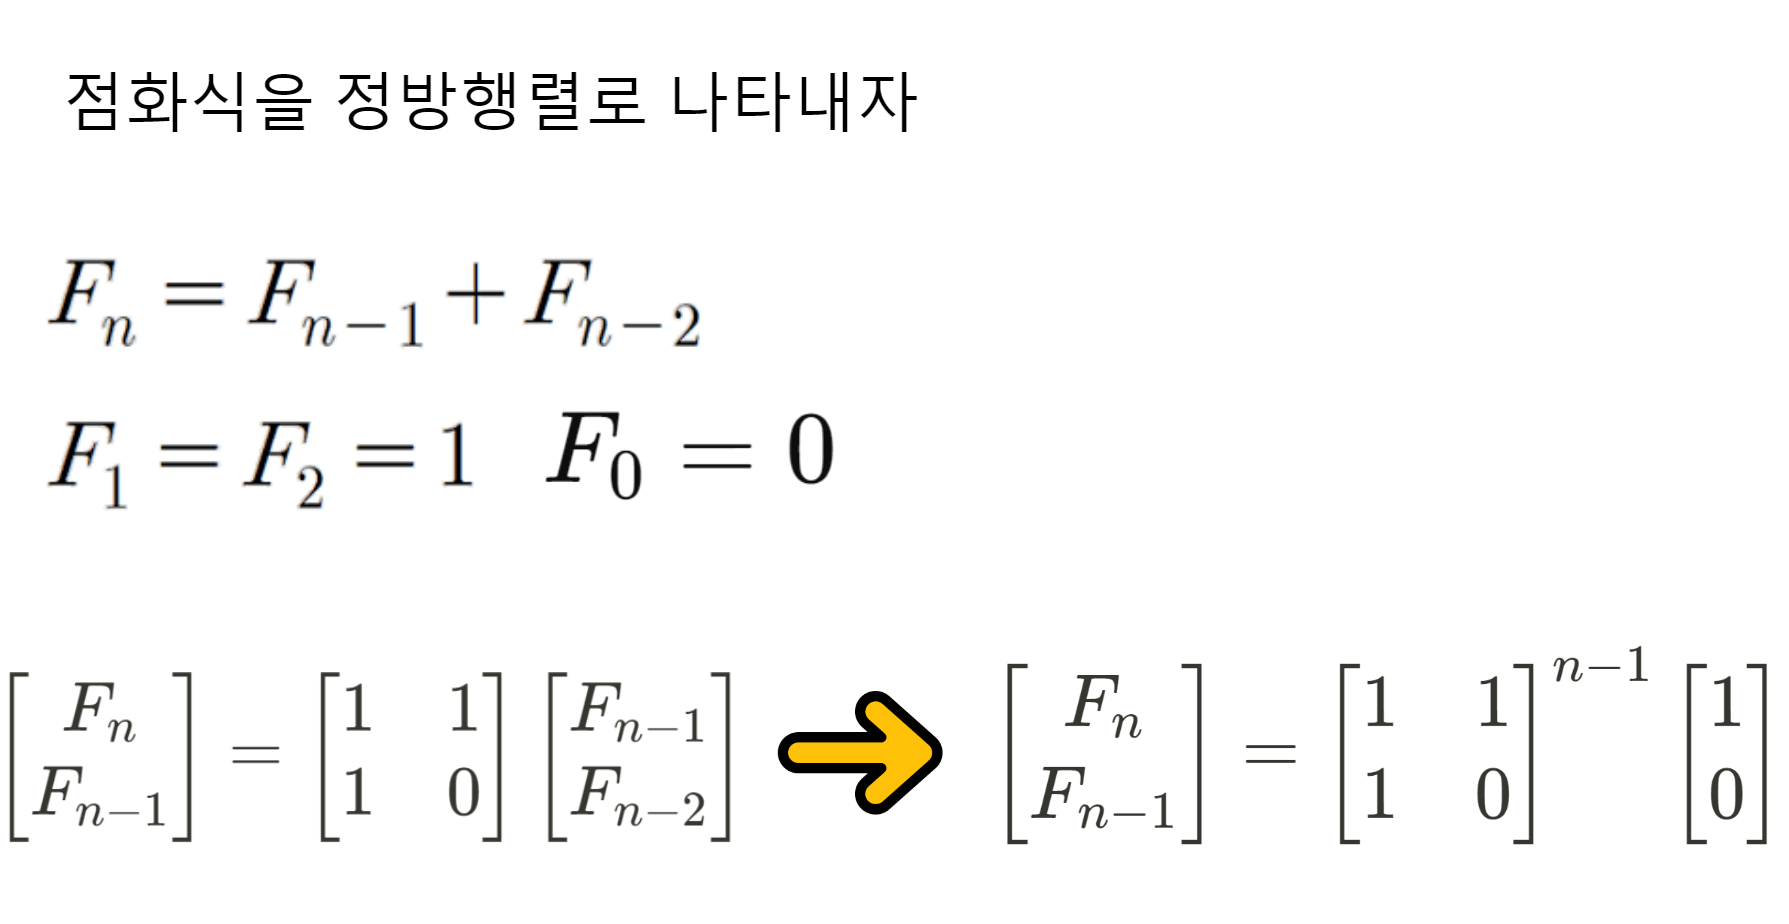 점화식을 정방행렬로 나타내자
F_n = F_{n-1} + F_{n-2}
F_1 = F_2 = 1 F_0 = 0
[F_n; F_{n-1}] = [1 1; 1 0] [F_{n-1}; F_{n-2}] [F_n; F_{n-1}] = [1 1; 1 0]^{n-1} [1; 0]